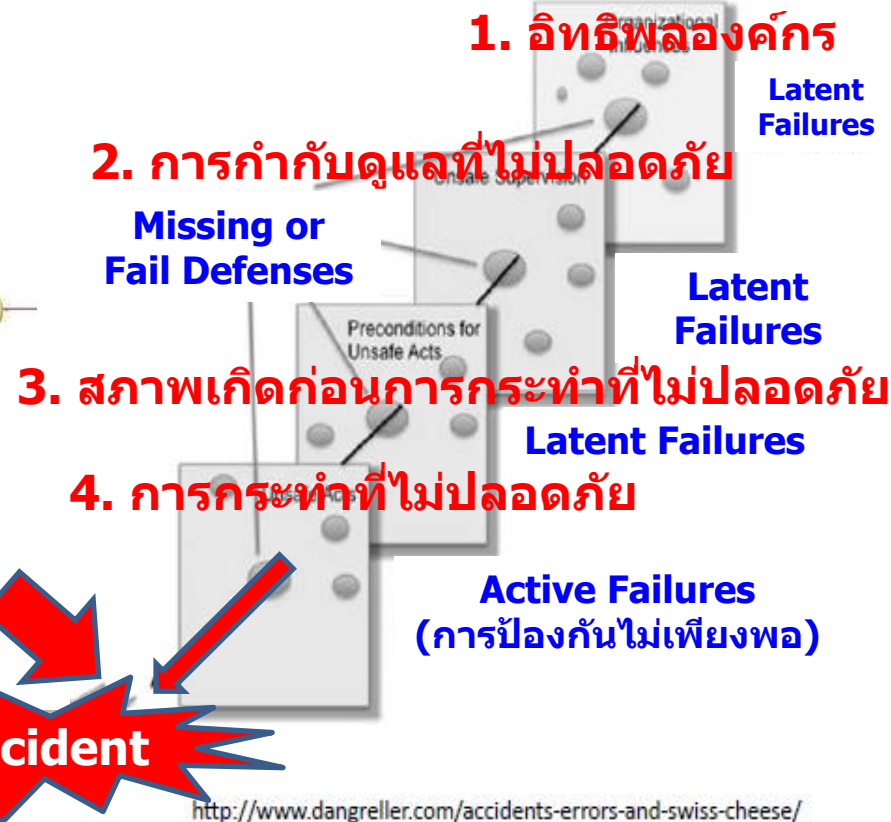 1. อิทธิพลองค์กร
Organizational
Influences
Latent
Failures
2. การกำกับดูแลที่ไม่ปลอดภัย
Unsafe Supervision
Missing or
Fail Defenses
Latent
Failures
Preconditions for
Unsafe Acts
3. สภาพเกิดก่อนการกระทำที่ไม่ปลอดภัย
Latent Failures
4. การกระทำที่ไม่ปลอดภัย
Unsafe Acts
Active Failures
(การป้องกันไม่เพียงพอ)
cident
http://www.dangreller.com/accidents-errors-and-swiss-cheese/